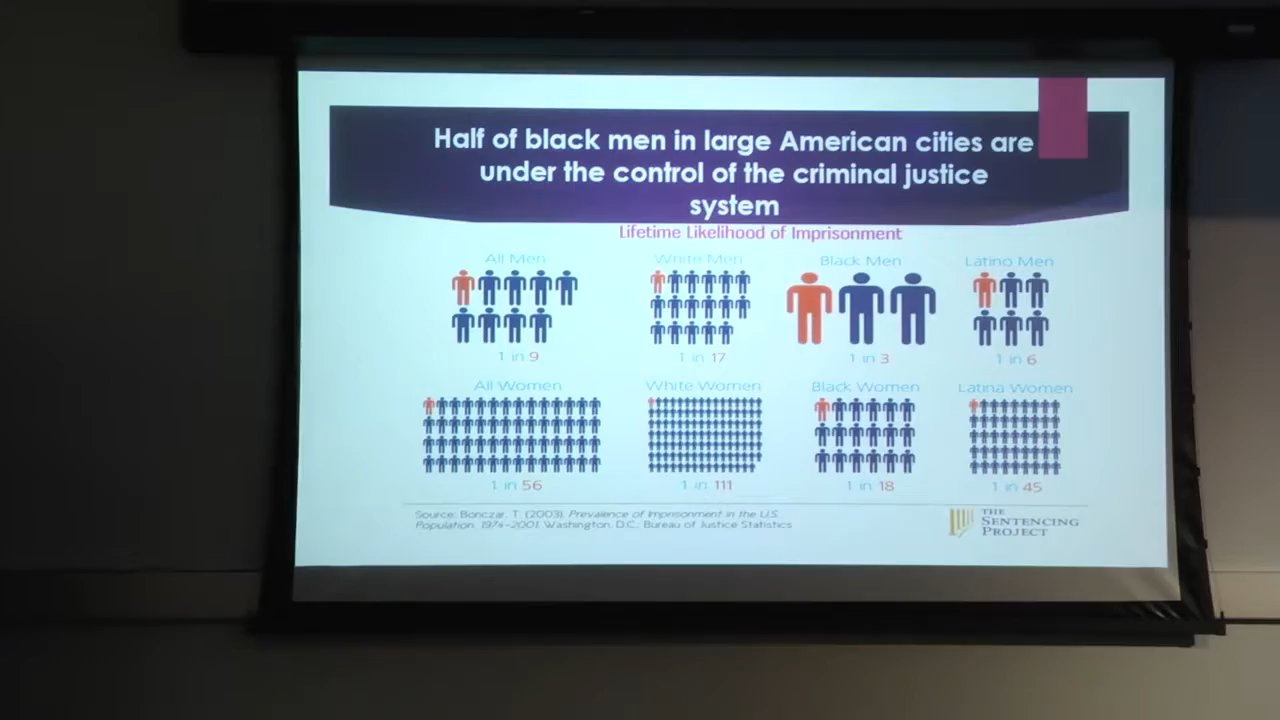 Half of black men in large American cities are
under the control of the criminal justice
system
Lifetime Likelihood of Imprisonment
All Men
White Men
Black Men
Latino Men
1 in 9
1 in 17
1 in 3
1 in 6
All Women
White Women
Black Women
Latina Women
1 in 56
1 in 111
1 in 18
1 in 45
Source: Bonczar, T. (2003). Prevalence of Imprisonment in the U.S.
Population, 1974-2001. Washington, D.C.: Bureau of Justice Statistics
THE
SENTENCING
PROJECT